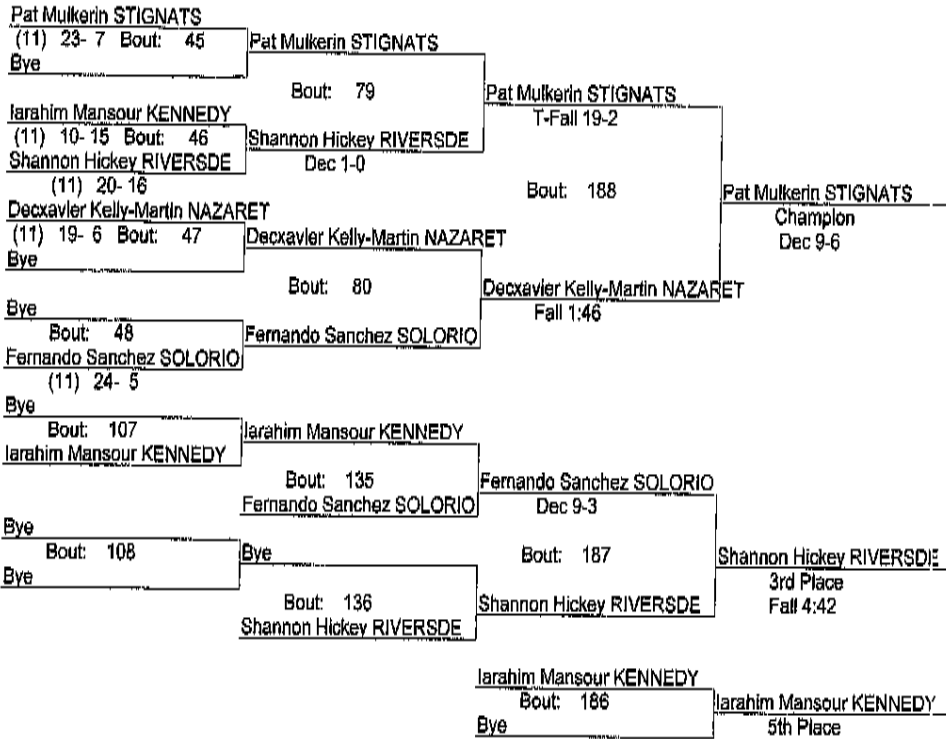 Pat Mulkerin STIGNATS
(11) 23- 7 Bout: 45
Bye
Pat Mulkerin STIGNATS
Bout: 79
Pat Mulkerin STIGNATS
T-Fall 19-2
Iarahim Mansour KENNEDY
(11) 10- 15 Bout: 46
Shannon Hickey RIVERSDE
(11) 20- 16
Shannon Hickey RIVERSDE
Dec 1-0
Bout: 188
Pat Mulkerin STIGNATS
Champion
Dec 9-6
Decxavier Kelly-Martin NAZARET
(11) 19- 6 Bout: 47
Bye
Decxavier Kelly-Martin NAZARET
Bout: 80
Decxavier Kelly-Martin NAZARET
Fall 1:46
Bye
Bout: 48
Fernando Sanchez SOLORIO
(11) 24- 5
Fernando Sanchez SOLORIO
Bye
Bout: 107
Iarahim Mansour KENNEDY
Iarahim Mansour KENNEDY
Bout: 135
Fernando Sanchez SOLORIO
Fernando Sanchez SOLORIO
Dec 9-3
Bye
Bout: 108
Bye
Bye
Bout: 136
Shannon Hickey RIVERSDE
Bout: 187
Shannon Hickey RIVERSDE
Shannon Hickey RIVERSDE
3rd Place
Fall 4:42
Iarahim Mansour KENNEDY
Bout: 186
Bye
Iarahim Mansour KENNEDY
5th Place